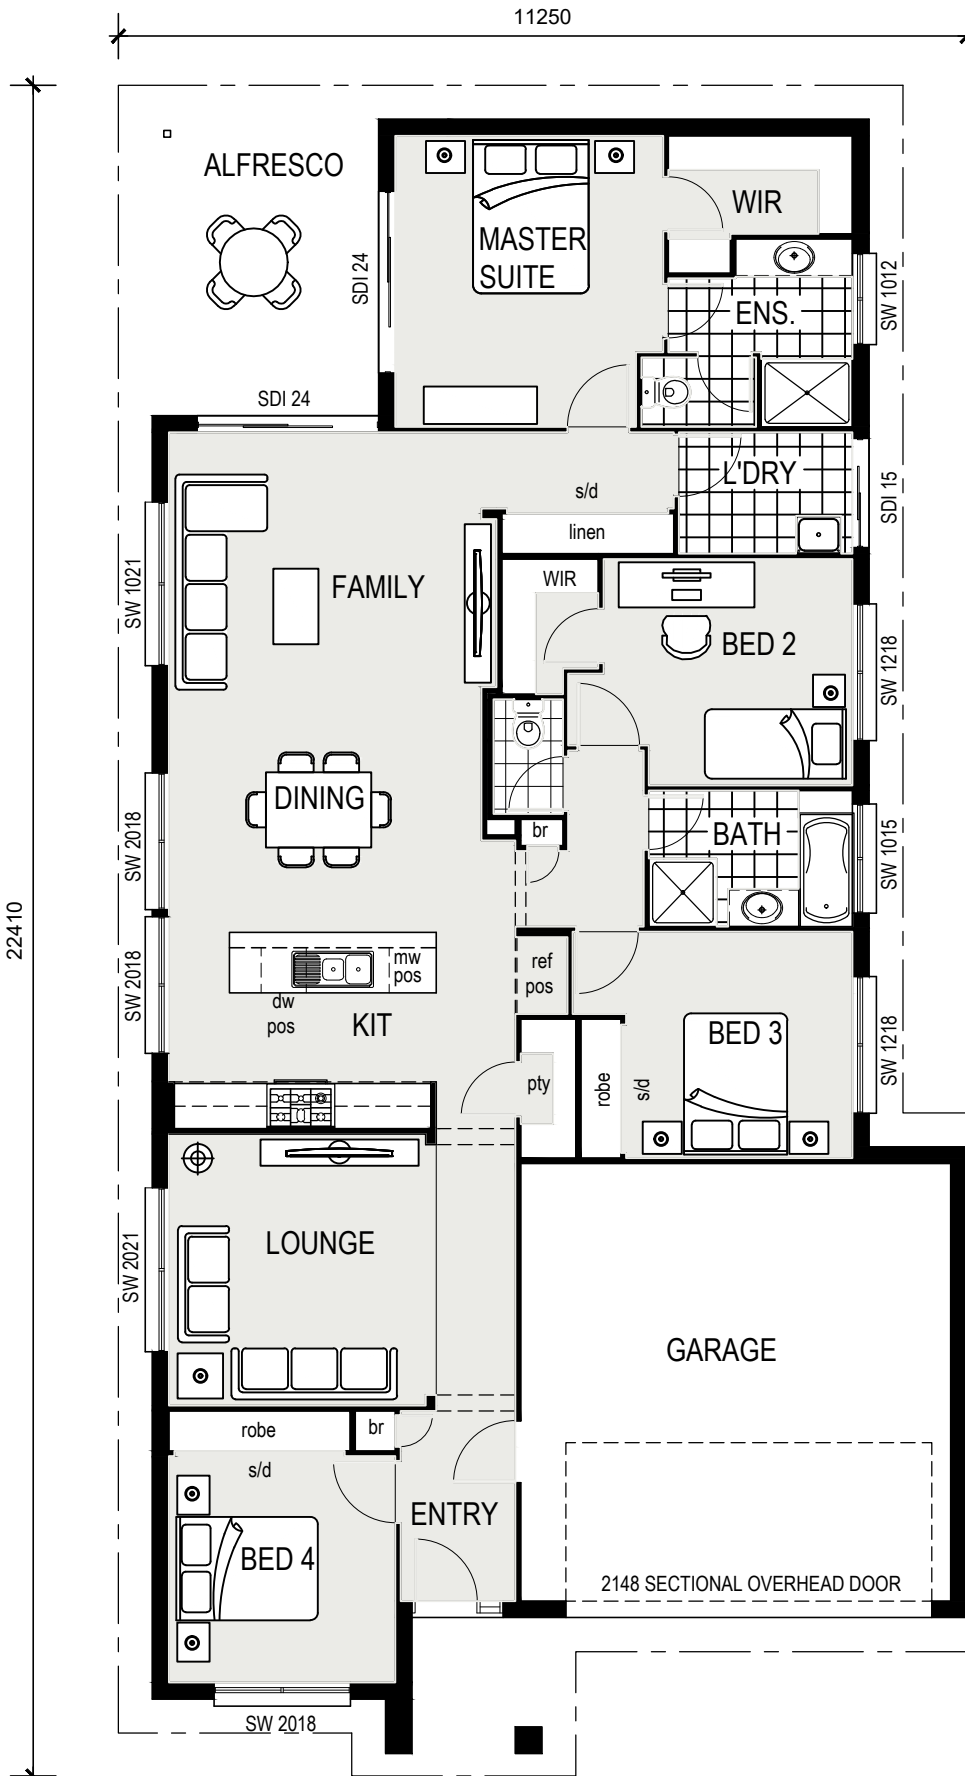 11250
22410
ALFRESCO
WIR
MASTER
SUITE
SDI 24
SW 1012
ENS.
SDI 24
L'DRY
s/d
SDI 15
linen
WIR
FAMILY
SW 1021
BED 2
SW 1218
DINING
SW 2018
br
BATH
SW 1015
SW 2018
mw
pos
ref
pos
dw
pos
KIT
BED 3
SW 1218
pty
robe
s/d
LOUNGE
SW 2021
GARAGE
robe
br
s/d
ENTRY
BED 4
2148 SECTIONAL OVERHEAD DOOR
SW 2018